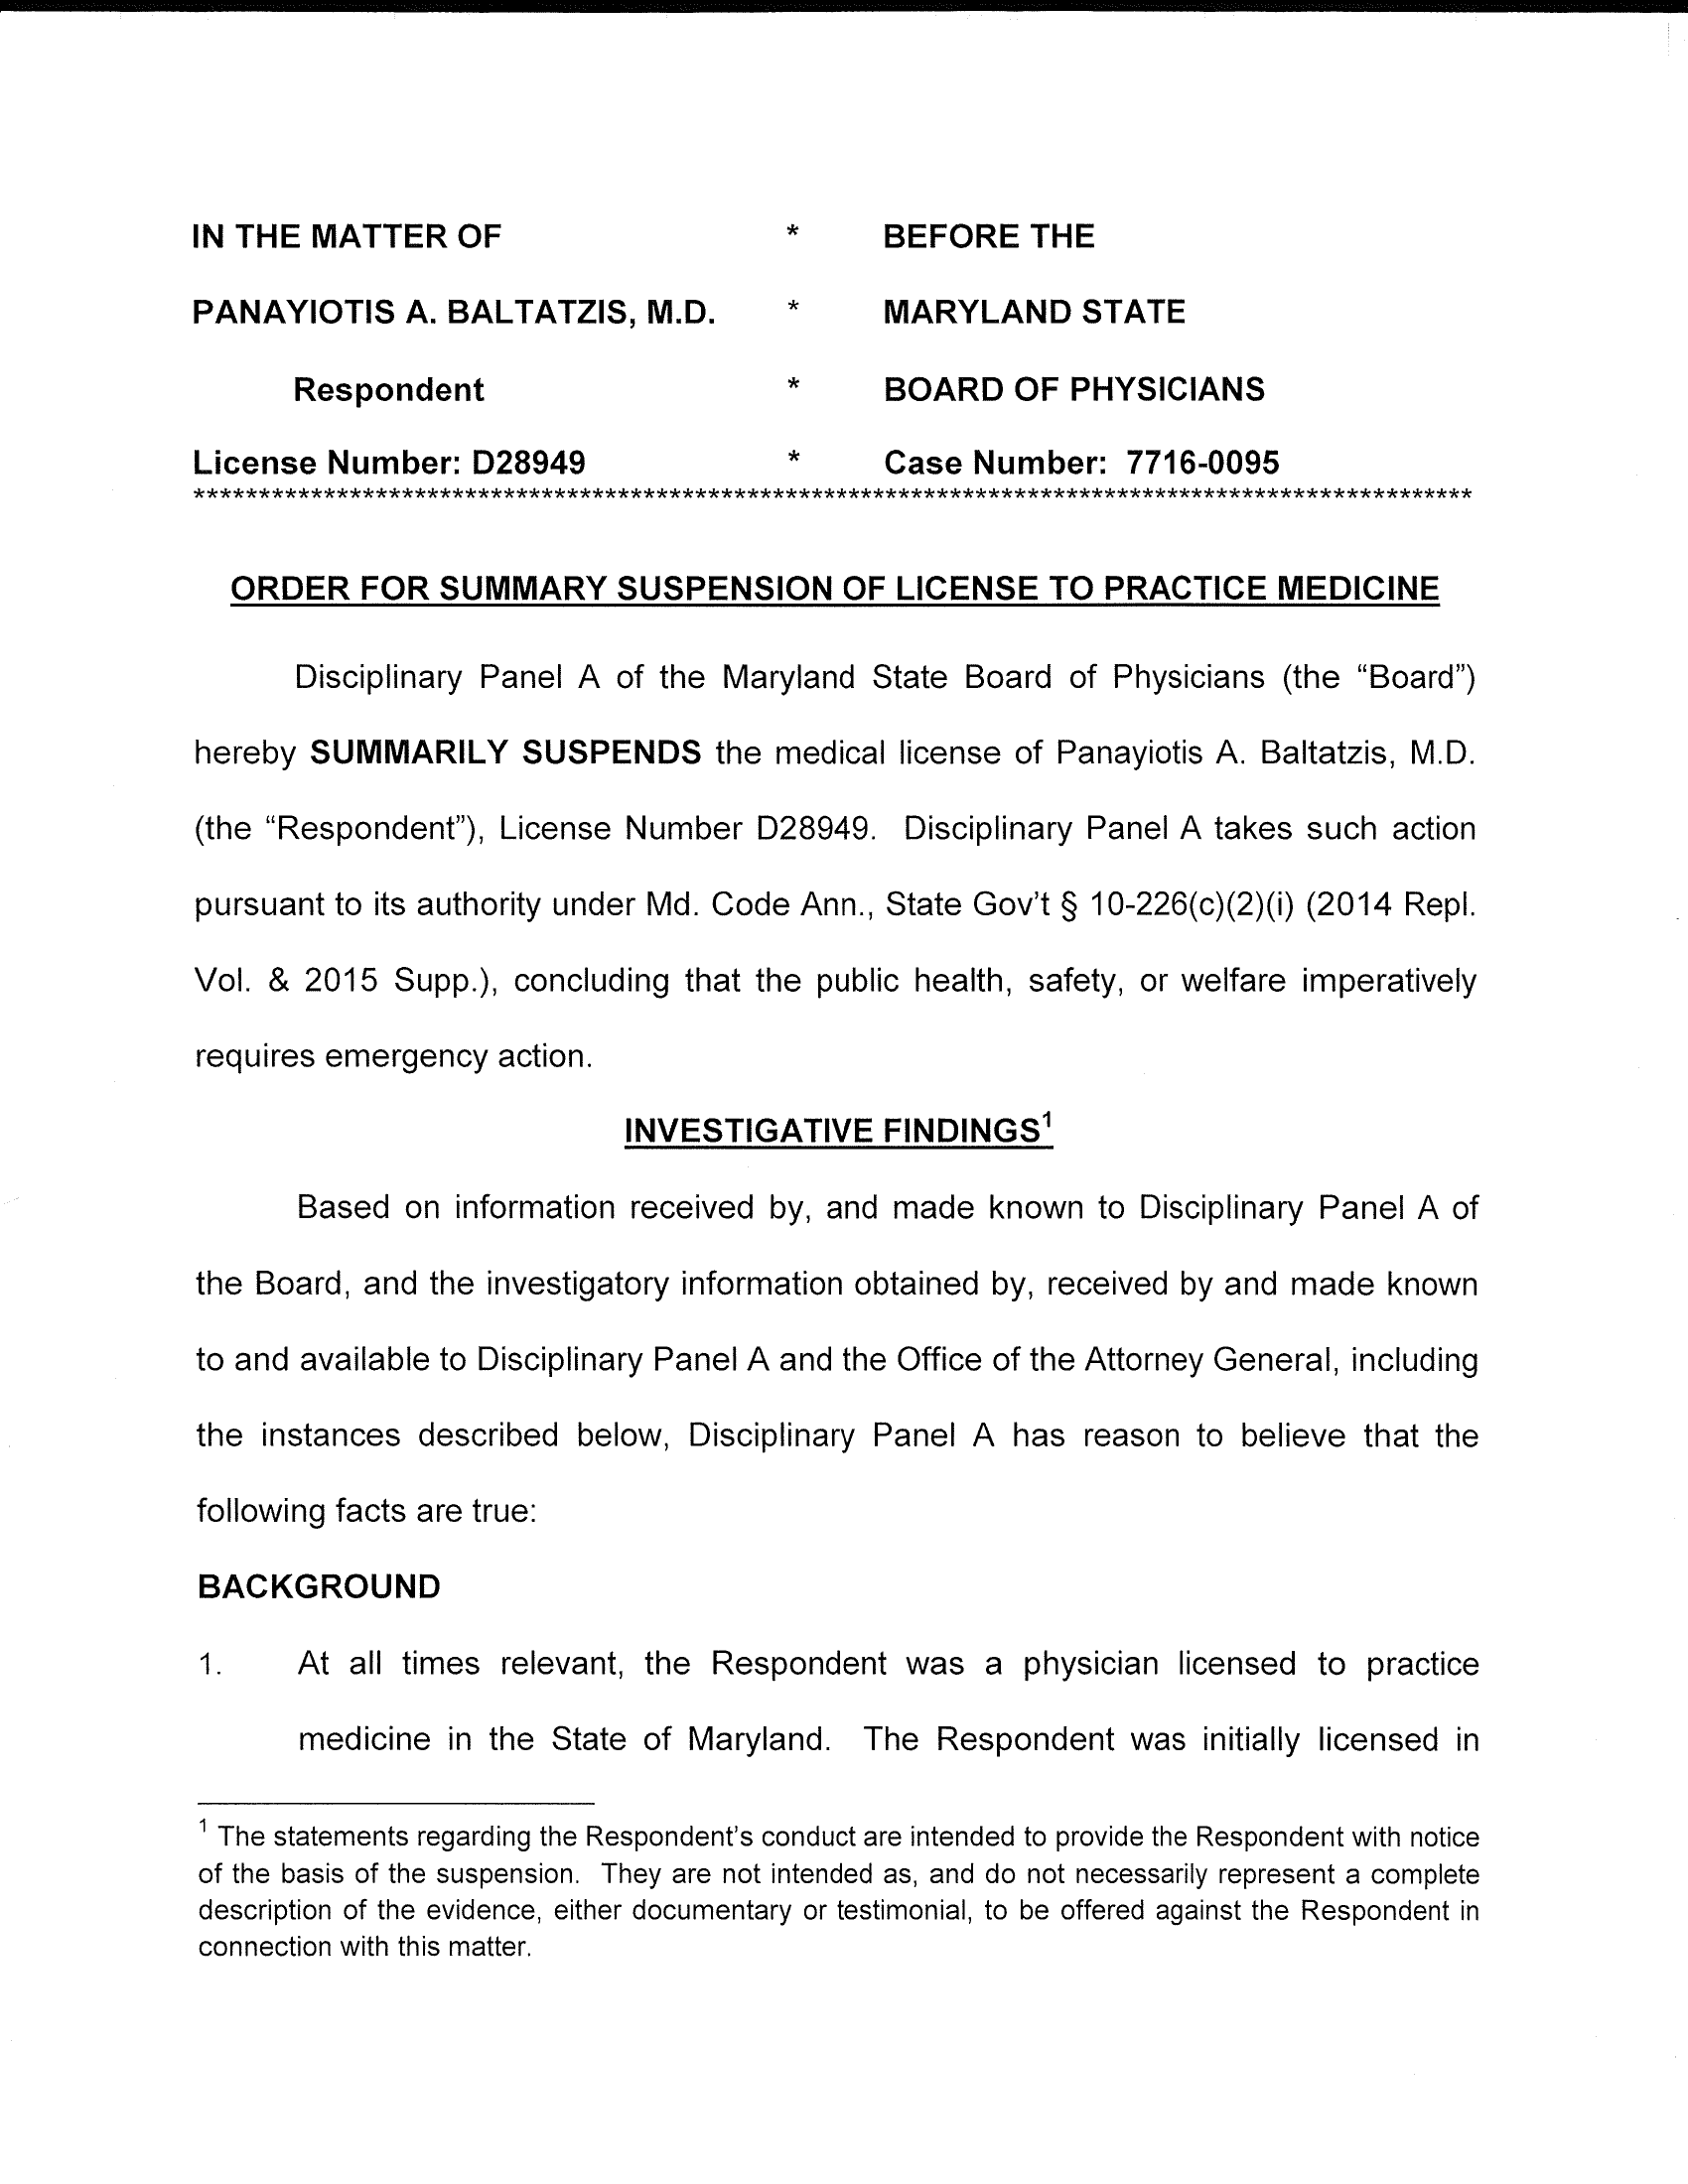 IN THE MATTER OF * BEFORE THE
PANAYIOTIS A. BALTATZIS, M.D. * MARYLAND STATE
Respondent * BOARD OF PHYSICIANS
License Number: D28949 * Case Number: 7716-0095
****************************************************************************************************
ORDER FOR SUMMARY SUSPENSION OF LICENSE TO PRACTICE MEDICINE
Disciplinary Panel A of the Maryland State Board of Physicians (the “Board”)
hereby SUMMARILY SUSPENDS the medical license of Panayiotis A. Baltatzis, M.D.
(the “Respondent”), License Number D28949. Disciplinary Panel A takes such action
pursuant to its authority under Md. Code Ann., State Gov’t § 10-226(c)(2)(i) (2014 Repl.
Vol. & 2015 Supp.), concluding that the public health, safety, or welfare imperatively
requires emergency action.
INVESTIGATIVE FINDINGS¹
Based on information received by, and made known to Disciplinary Panel A of
the Board, and the investigatory information obtained by, received by and made known
to and available to Disciplinary Panel A and the Office of the Attorney General, including
the instances described below, Disciplinary Panel A has reason to believe that the
following facts are true:
BACKGROUND
1. At all times relevant, the Respondent was a physician licensed to practice
medicine in the State of Maryland. The Respondent was initially licensed in
¹ The statements regarding the Respondent’s conduct are intended to provide the Respondent with notice
of the basis of the suspension. They are not intended as, and do not necessarily represent a complete
description of the evidence, either documentary or testimonial, to be offered against the Respondent in
connection with this matter.